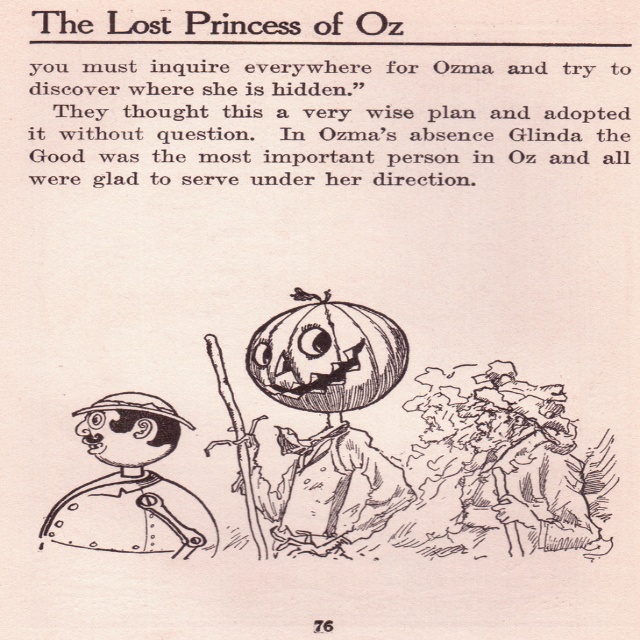 The Lost Princess of Oz
you must inquire everywhere for Ozma and try to
discover where she is hidden.”
They thought this a very wise plan and adopted
it without question. In Ozma’s absence Glinda the
Good was the most important person in Oz and all
were glad to serve under her direction.
76